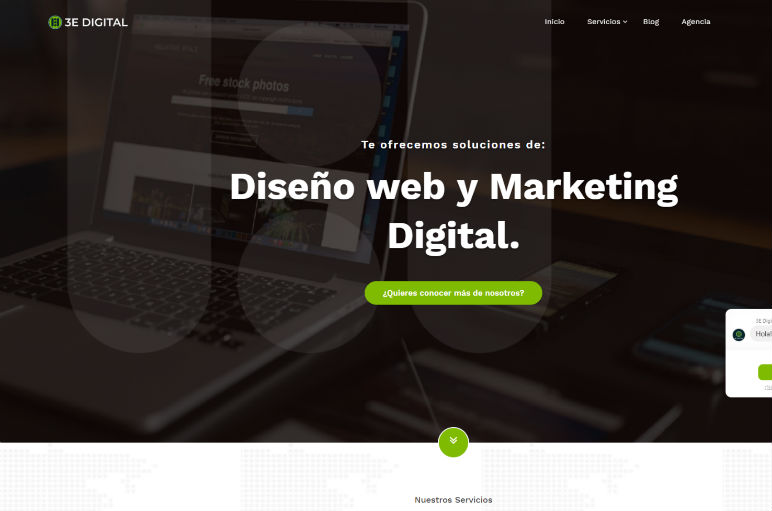 3E DIGITAL
Inicio
Servicios
Blog
Agencia
Free stock photos
Te ofrecemos soluciones de:
Diseño web y Marketing
Digital.
¿Quieres conocer más de nosotros?
3E Digi
Hola!
Nuestros Servicios